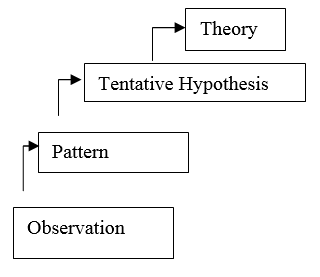 Theory
Tentative Hypothesis
Pattern
Observation